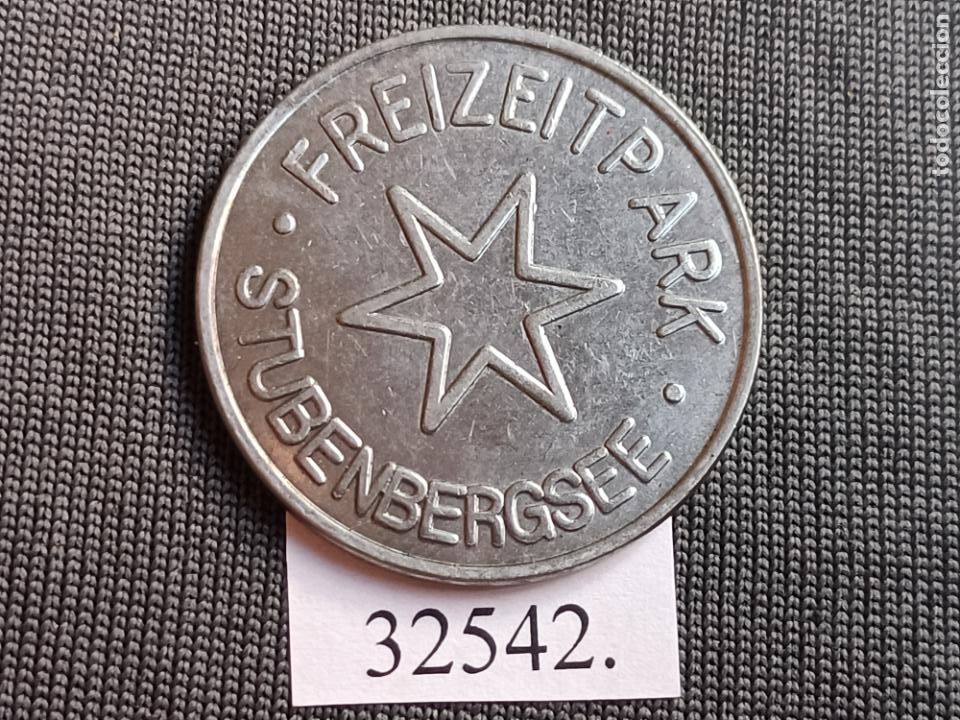 · FREIZEITPARK ·
STUBENBERGSEE
32542.
todocoleccion